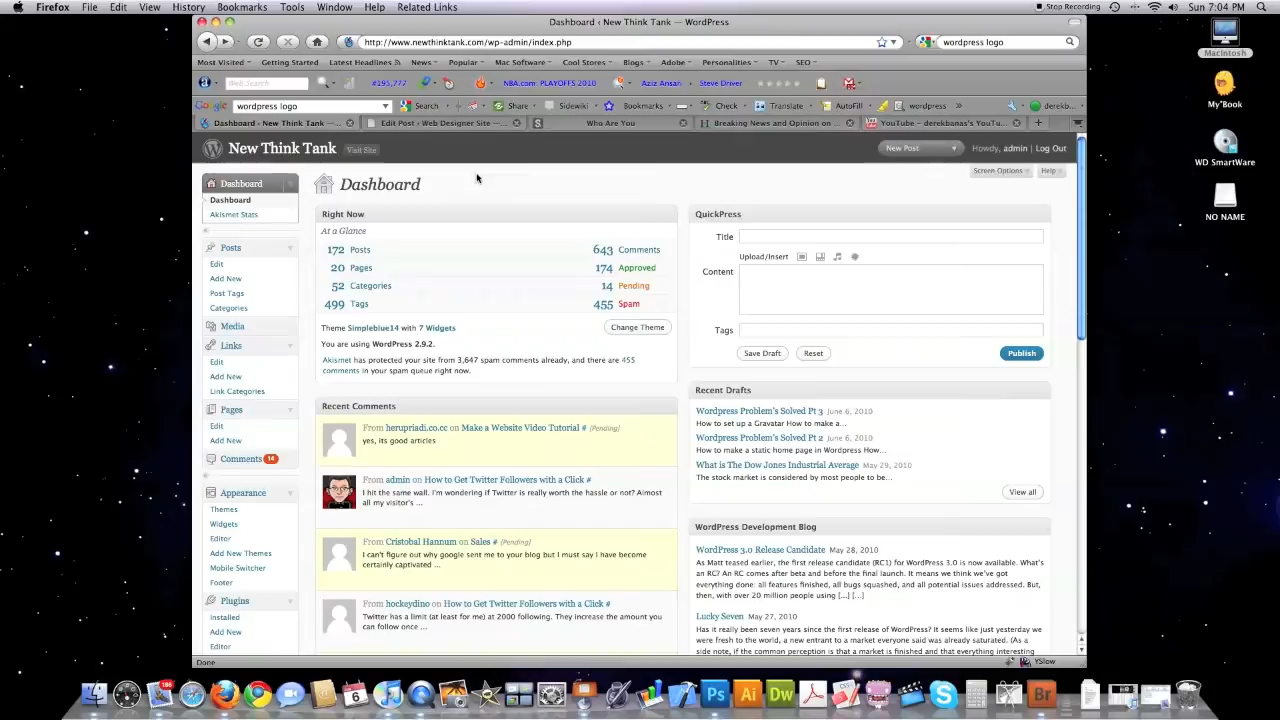 Firefox File Edit View History Bookmarks Tools Window Help Related Links
Stop Recording Sun 7:04 PM
Dashboard ‹ New Think Tank — WordPress
http://www.newthinktank.com/wp-admin/index.php
wordpress logo
Most Visited Getting Started Latest Headlines News Popular Mac Software Cool Stores Blogs Adobe Personalities TV SEO
Web Search #195,777 NBA.com: PLAYOFFS 2010 Aziz Ansari Steve Driver
Google wordpress logo Search Share Sidewiki Bookmarks Check Translate AutoFill wordpress » derekb...
Dashboard ‹ New Think Tank ... Edit Post ‹ Web Designer Site —... Who Are You Breaking News and Opinion on ... YouTube – derekbanas's YouTu...
New Think Tank Visit Site
New Post Howdy, admin | Log Out
Screen Options Help
Dashboard
Dashboard
Akismet Stats
Posts
Edit
Add New
Post Tags
Categories
Media
Links
Edit
Add New
Link Categories
Pages
Edit
Add New
Comments 14
Appearance
Themes
Widgets
Editor
Add New Themes
Mobile Switcher
Footer
Plugins
Installed
Add New
Editor
Dashboard
Right Now
At a Glance
172 Posts 643 Comments
20 Pages 174 Approved
52 Categories 14 Pending
499 Tags 455 Spam
Theme Simpleblue14 with 7 Widgets Change Theme
You are using WordPress 2.9.2.
Akismet has protected your site from 3,647 spam comments already, and there are 455
comments in your spam queue right now.
Recent Comments
From herupriadi.co.cc on Make a Website Video Tutorial # [Pending]
yes, its good articles
From admin on How to Get Twitter Followers with a Click #
I hit the same wall. I'm wondering if Twitter is really worth the hassle or not? Almost
all my visitor's ...
From Cristobal Hannum on Sales # [Pending]
I can't figure out why google sent me to your blog but I must say I have become
certainly captivated ...
From hockeydino on How to Get Twitter Followers with a Click #
Twitter has a limit (at least for me) at 2000 following. They increase the amount you
can follow once ...
QuickPress
Title
Upload/Insert
Content
Tags
Save Draft Reset Publish
Recent Drafts
Wordpress Problem's Solved Pt 3 June 6, 2010
How to set up a Gravatar How to make a...
Wordpress Problem's Solved Pt 2 June 6, 2010
How to make a static home page in Wordpress How...
What is The Dow Jones Industrial Average May 29, 2010
The stock market is considered by most people to be...
View all
WordPress Development Blog
WordPress 3.0 Release Candidate May 28, 2010
As Matt teased earlier, the first release candidate (RC1) for WordPress 3.0 is now available. What's
an RC? An RC comes after beta and before the final launch. It means we think we've got
everything done: all features finished, all bugs squashed, and all potential issues addressed. But,
then, with over 20 million people using [...] [...]
Lucky Seven May 27, 2010
Has it really been seven years since the first release of WordPress? It seems like just yesterday we
were fresh to the world, a new entrant to a market everyone said was already saturated. (As a
side note, if the common perception is that a market is finished and that everything interesting
Done YSlow
Macintosh
My Book
WD SmartWare
NO NAME
186
6
Ps Ai Dw Br